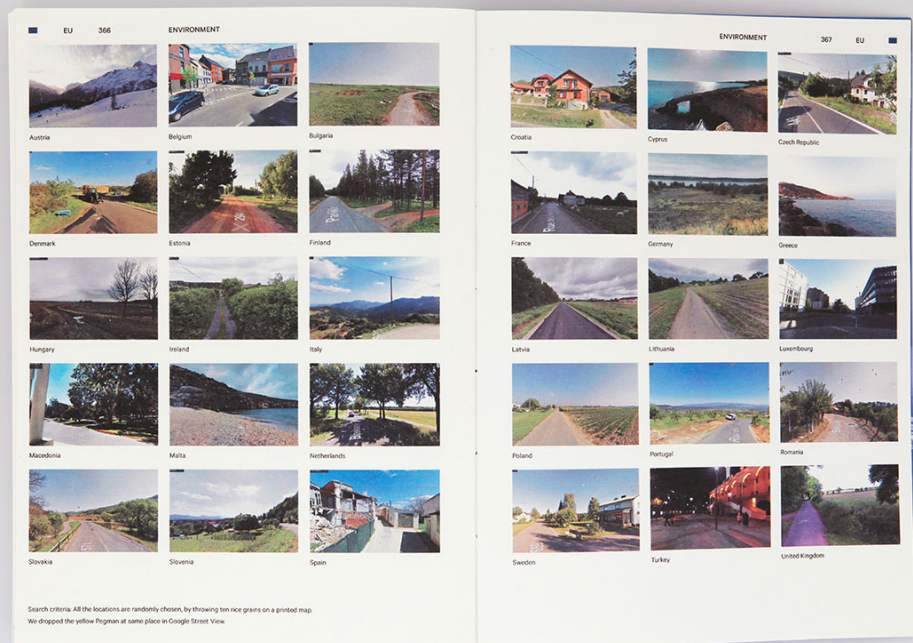 EU 366 ENVIRONMENT
Austria Belgium Bulgaria
Denmark Estonia Finland
Hungary Ireland Italy
Macedonia Malta Netherlands
Slovakia Slovenia Spain
Search criteria: All the locations are randomly chosen, by throwing ten rice grains on a printed map.
We dropped the yellow Pegman at same place in Google Street View.
ENVIRONMENT 367 EU
Croatia Cyprus Czech Republic
France Germany Greece
Latvia Lithuania Luxembourg
Poland Portugal Romania
Sweden Turkey United Kingdom